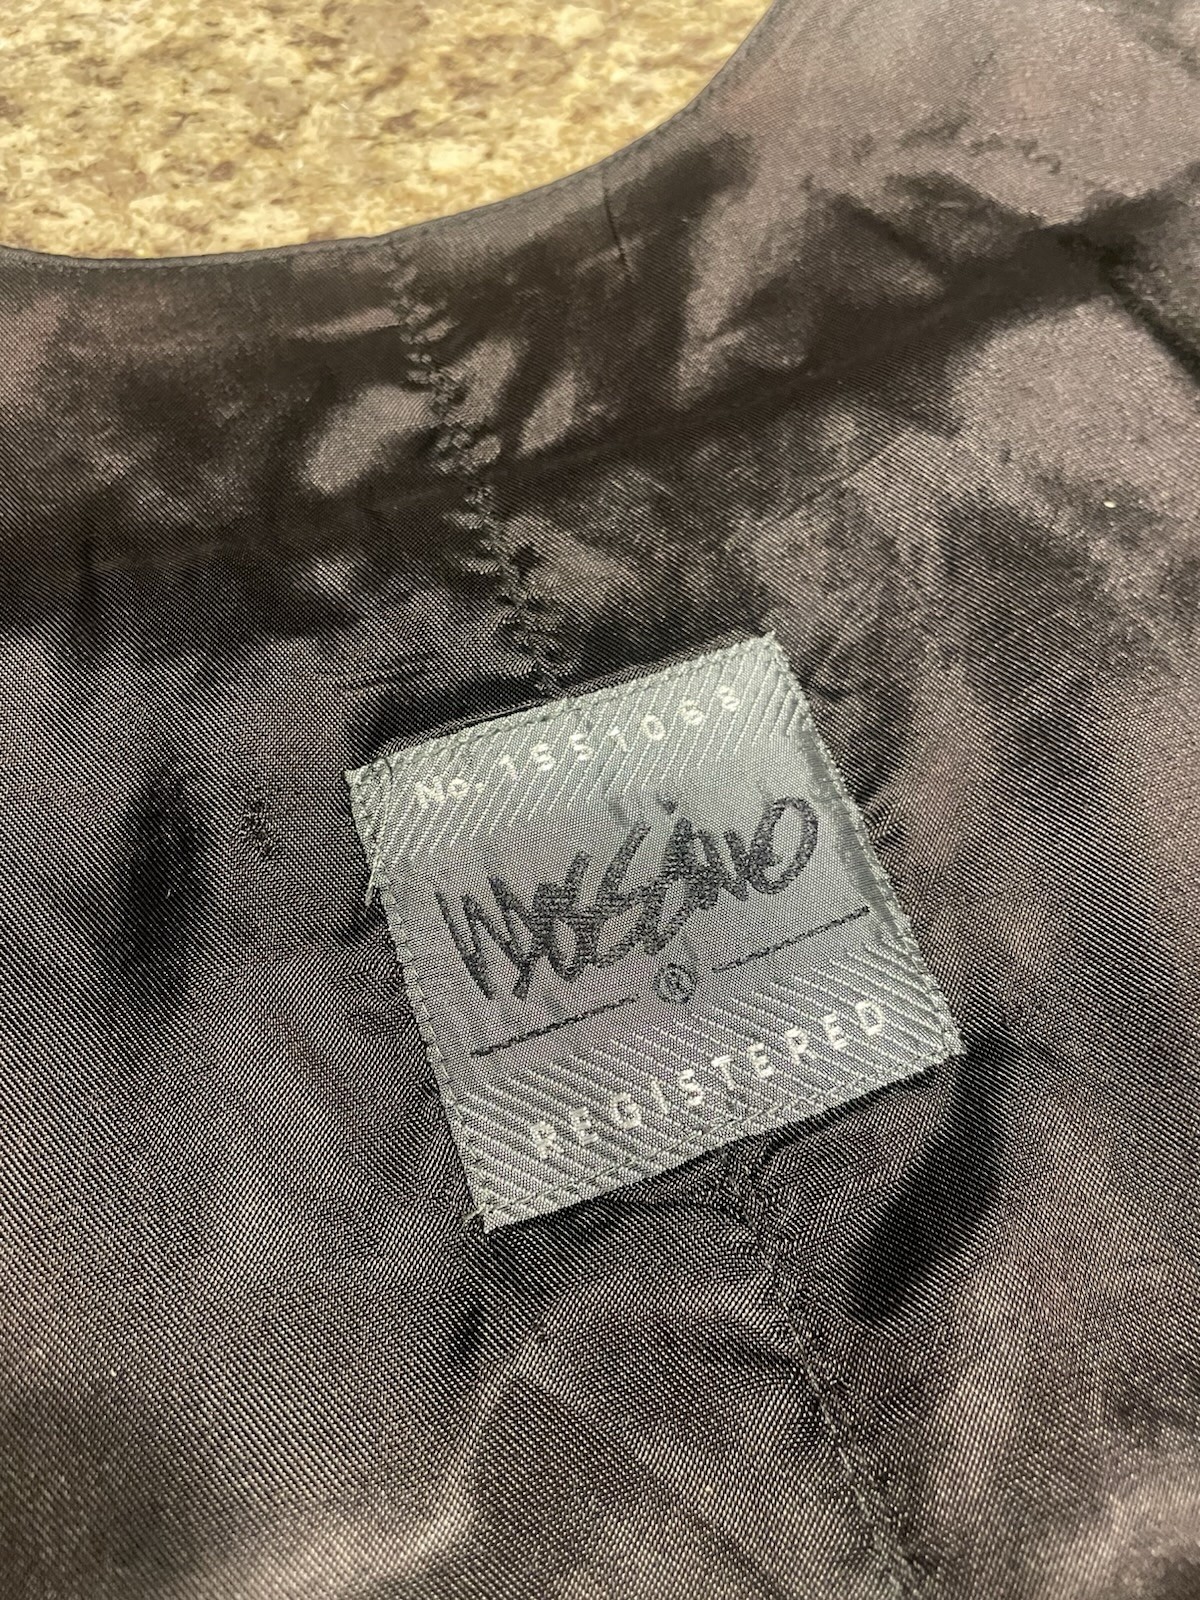 No. 1551068
Mossimo
®
REGISTERED